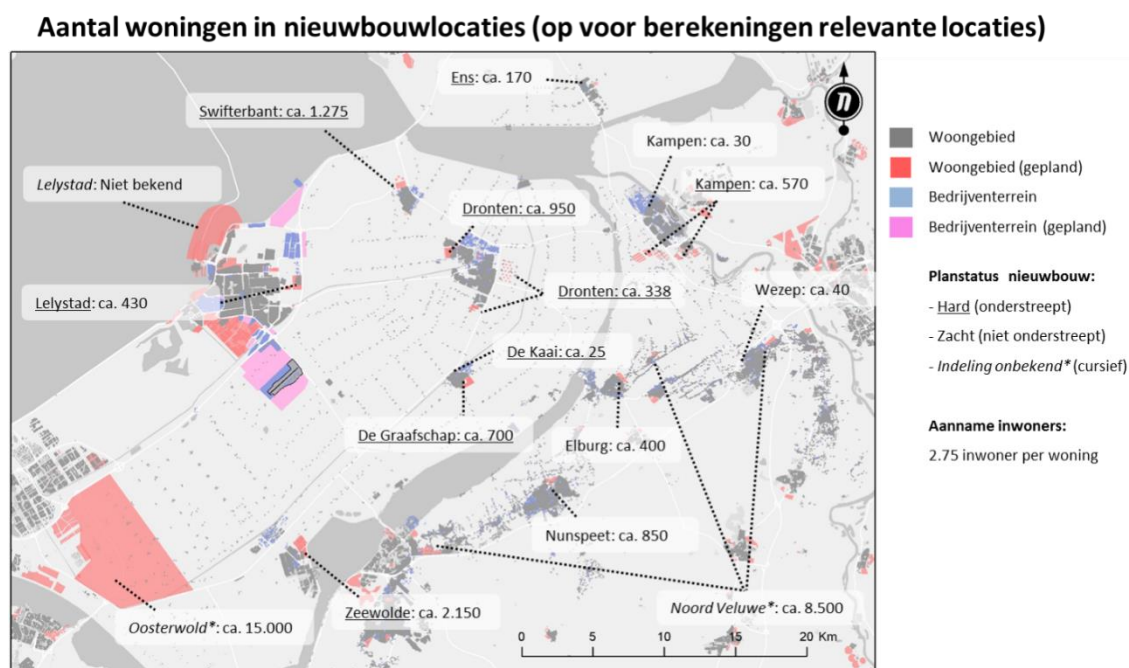 Aantal woningen in nieuwbouwlocaties (op voor berekeningen relevante locaties)
Ens: ca. 170
Swifterbant: ca. 1.275
Kampen: ca. 30
Lelystad: Niet bekend
Kampen: ca. 570
Dronten: ca. 950
Lelystad: ca. 430
Dronten: ca. 338
Wezep: ca. 40
De Kaai: ca. 25
De Graafschap: ca. 700
Elburg: ca. 400
Nunspeet: ca. 850
Oosterwold*: ca. 15.000
Zeewolde: ca. 2.150
Noord Veluwe*: ca. 8.500
0 5 10 15 20 Km
n
Woongebied
Woongebied (gepland)
Bedrijventerrein
Bedrijventerrein (gepland)
Planstatus nieuwbouw:
- Hard (onderstreept)
- Zacht (niet onderstreept)
- Indeling onbekend* (cursief)
Aanname inwoners:
2.75 inwoner per woning